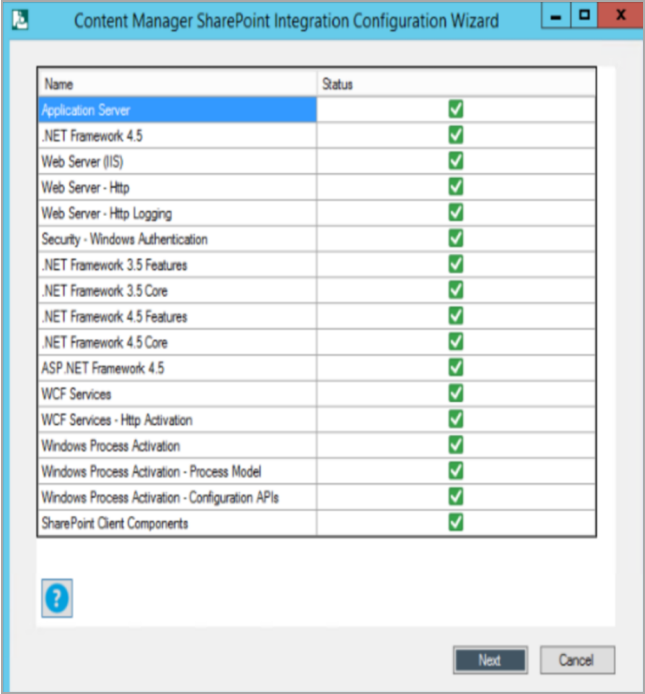 Content Manager SharePoint Integration Configuration Wizard
Name Status
Application Server
.NET Framework 4.5
Web Server (IIS)
Web Server - Http
Web Server - Http Logging
Security - Windows Authentication
.NET Framework 3.5 Features
.NET Framework 3.5 Core
.NET Framework 4.5 Features
.NET Framework 4.5 Core
ASP.NET Framework 4.5
WCF Services
WCF Services - Http Activation
Windows Process Activation
Windows Process Activation - Process Model
Windows Process Activation - Configuration APIs
SharePoint Client Components
?
Next Cancel